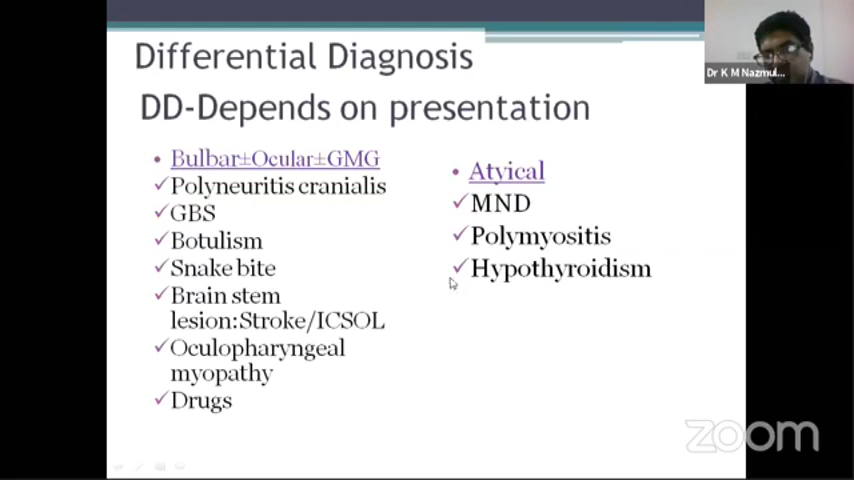 Differential Diagnosis
DD-Depends on presentation
Bulbar±Ocular±GMG
Polyneuritis cranialis
GBS
Botulism
Snake bite
Brain stem
lesion:Stroke/ICSOL
Oculopharyngeal
myopathy
Drugs
Atyical
MND
Polymyositis
Hypothyroidism
Dr K M Nazmul...
zoom